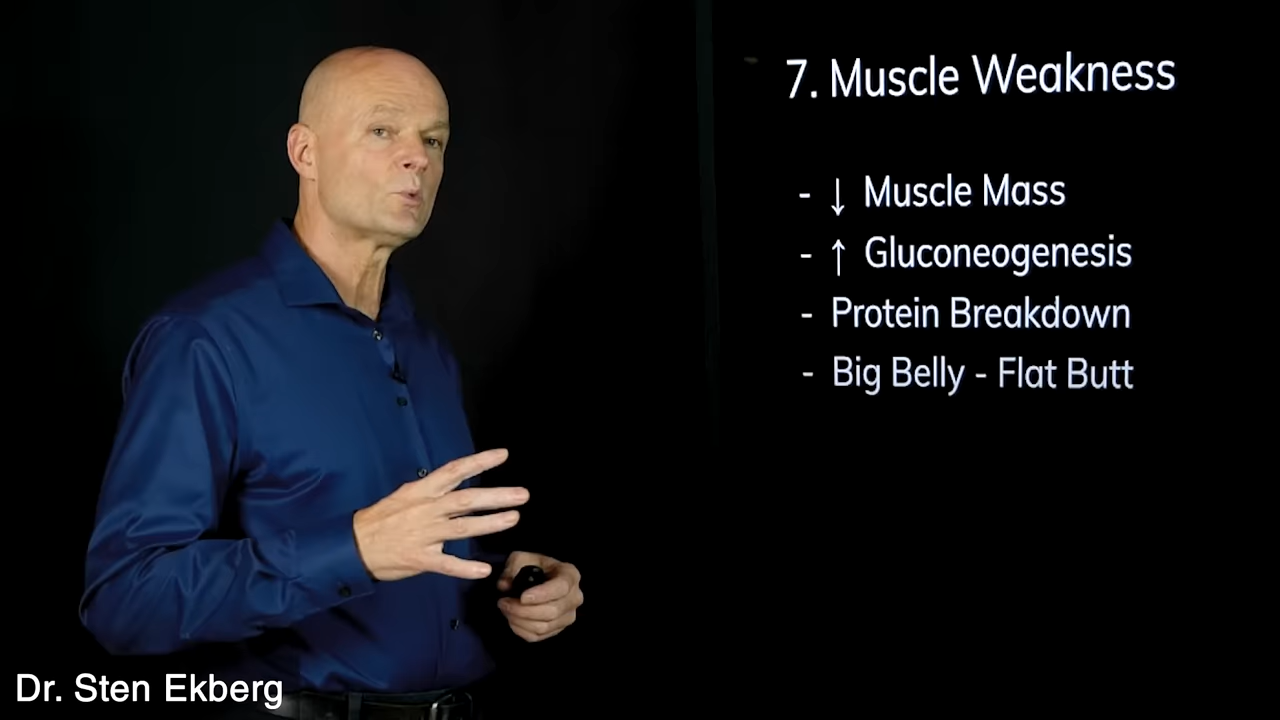 7. Muscle Weakness
- ↓ Muscle Mass
- ↑ Gluconeogenesis
- Protein Breakdown
- Big Belly - Flat Butt
Dr. Sten Ekberg